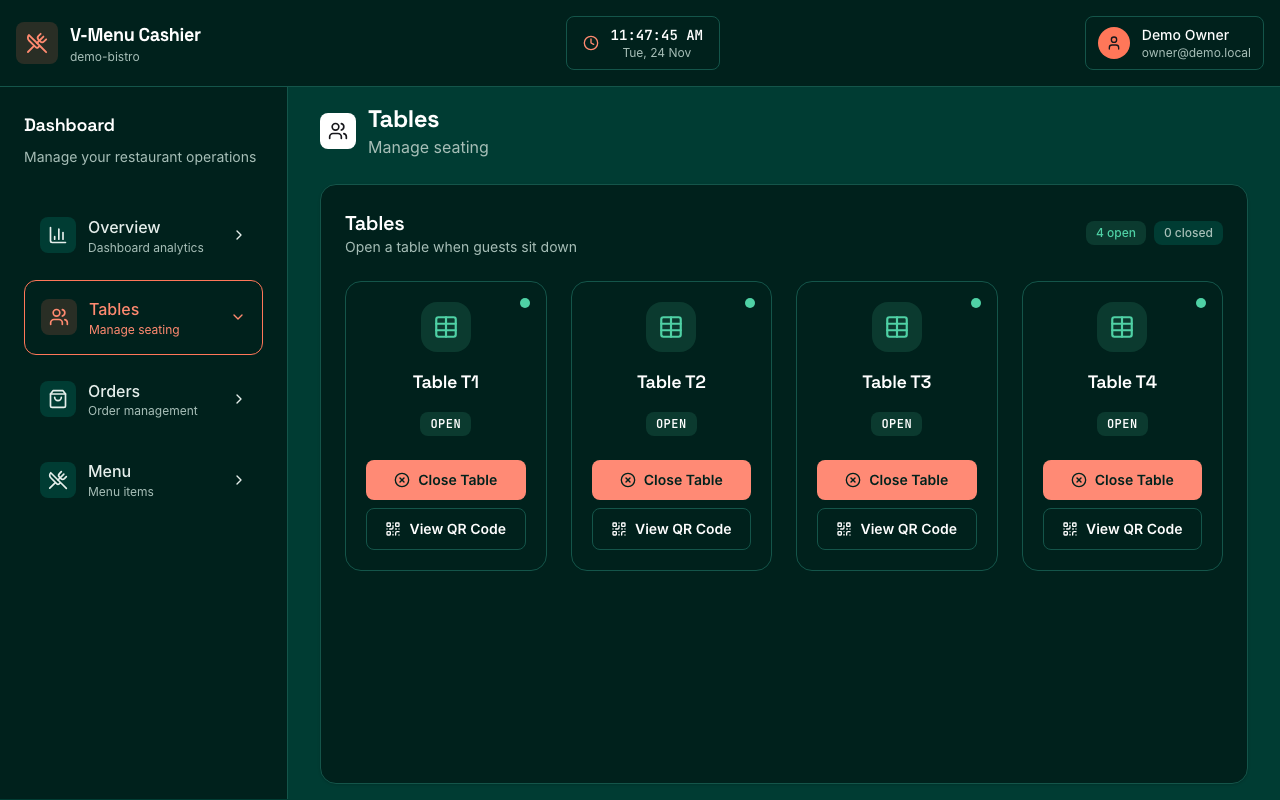 V-Menu Cashier
demo-bistro
11:47:45 AM
Tue, 24 Nov
Demo Owner
owner@demo.local
Dashboard
Manage your restaurant operations
Overview
Dashboard analytics
Tables
Manage seating
Orders
Order management
Menu
Menu items
Tables
Manage seating
Tables
Open a table when guests sit down
4 open
0 closed
Table T1
OPEN
Close Table
View QR Code
Table T2
OPEN
Close Table
View QR Code
Table T3
OPEN
Close Table
View QR Code
Table T4
OPEN
Close Table
View QR Code